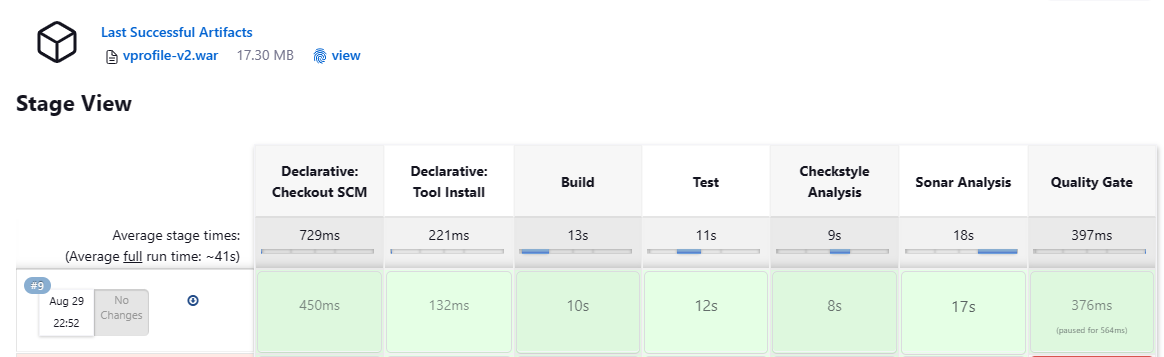 Last Successful Artifacts
vprofile-v2.war 17.30 MB view
Stage View
Declarative: Checkout SCM
Declarative: Tool Install
Build
Test
Checkstyle Analysis
Sonar Analysis
Quality Gate
Average stage times:
(Average full run time: ~41s)
729ms 221ms 13s 11s 9s 18s 397ms
#9
Aug 29
22:52
No Changes
450ms 132ms 10s 12s 8s 17s 376ms
(paused for 564ms)